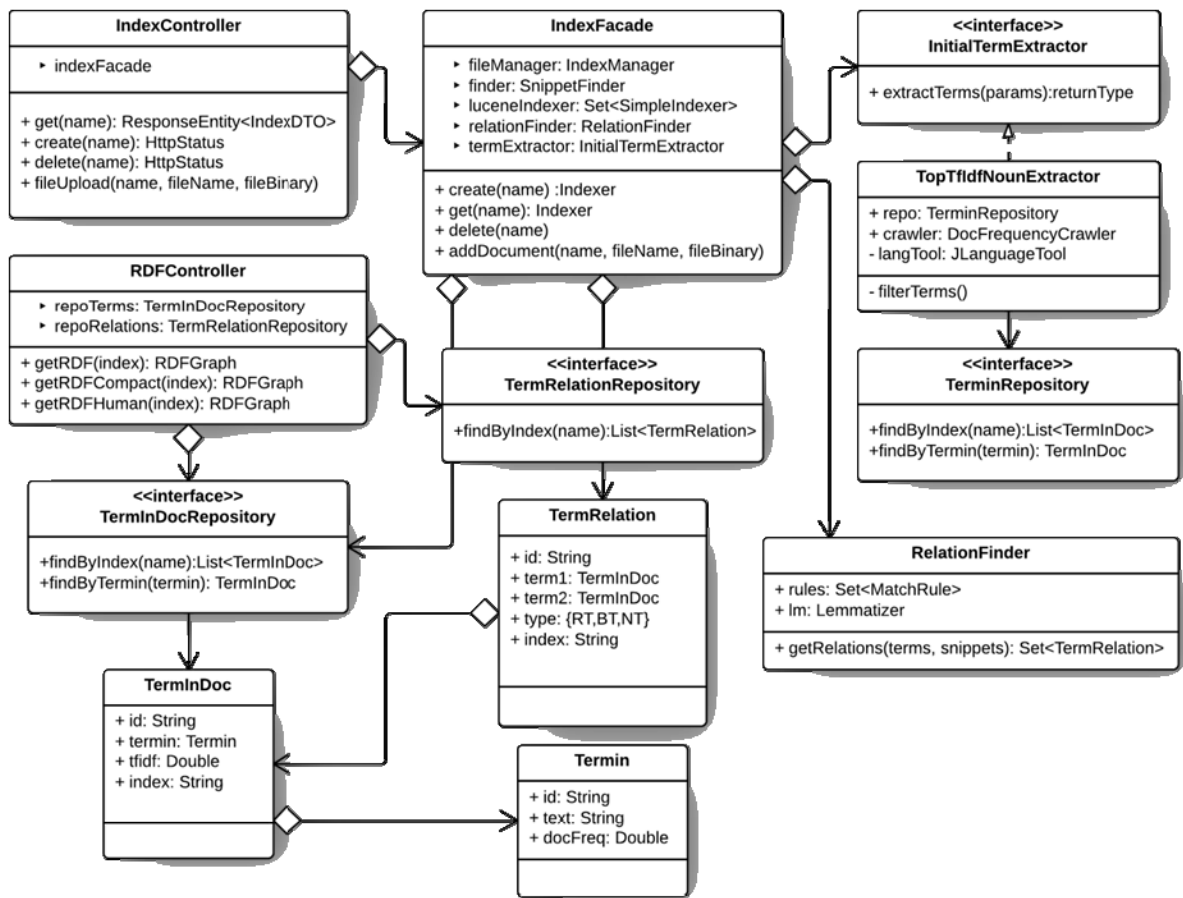 IndexController
‣ indexFacade
+ get(name): ResponseEntity<IndexDTO>
+ create(name): HttpStatus
+ delete(name): HttpStatus
+ fileUpload(name, fileName, fileBinary)
IndexFacade
‣ fileManager: IndexManager
‣ finder: SnippetFinder
‣ luceneIndexer: Set<SimpleIndexer>
‣ relationFinder: RelationFinder
‣ termExtractor: InitialTermExtractor
+ create(name) :Indexer
+ get(name): Indexer
+ delete(name)
+ addDocument(name, fileName, fileBinary)
<<interface>>
InitialTermExtractor
+ extractTerms(params):returnType
TopTfIdfNounExtractor
+ repo: TerminRepository
+ crawler: DocFrequencyCrawler
- langTool: JLanguageTool
- filterTerms()
RDFController
‣ repoTerms: TermInDocRepository
‣ repoRelations: TermRelationRepository
+ getRDF(index): RDFGraph
+ getRDFCompact(index): RDFGraph
+ getRDFHuman(index): RDFGraph
<<interface>>
TermRelationRepository
+findByIndex(name):List<TermRelation>
<<interface>>
TerminRepository
+findByIndex(name):List<TermInDoc>
+findByTermin(termin): TermInDoc
<<interface>>
TermInDocRepository
+findByIndex(name):List<TermInDoc>
+findByTermin(termin): TermInDoc
TermRelation
+ id: String
+ term1: TermInDoc
+ term2: TermInDoc
+ type: {RT,BT,NT}
+ index: String
RelationFinder
+ rules: Set<MatchRule>
+ lm: Lemmatizer
+ getRelations(terms, snippets): Set<TermRelation>
TermInDoc
+ id: String
+ termin: Termin
+ tfidf: Double
+ index: String
Termin
+ id: String
+ text: String
+ docFreq: Double